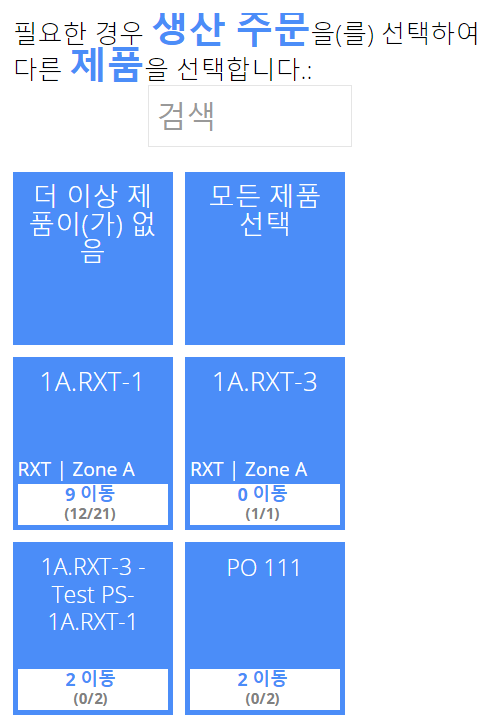 필요한 경우 생산 주문을(를) 선택하여
다른 제품을 선택합니다.:
검색
더 이상 제
품이(가) 없
음
모든 제품
선택
1A.RXT-1
RXT | Zone A
9 이동
(12/21)
1A.RXT-3
RXT | Zone A
0 이동
(1/1)
1A.RXT-3 -
Test PS-
1A.RXT-1
2 이동
(0/2)
PO 111
2 이동
(0/2)